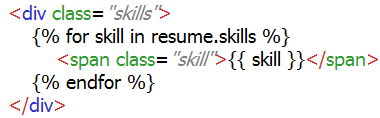 <div class="skills">
{% for skill in resume.skills %}
<span class="skill">{{ skill }}</span>
{% endfor %}
</div>